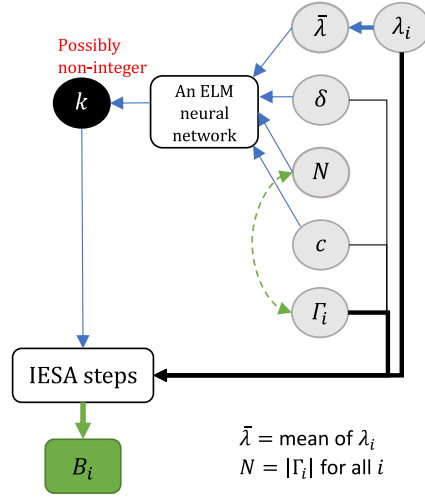 λ̄
λᵢ
Possibly
non-integer
k
An ELM
neural
network
δ
N
c
Γᵢ
IESA steps
Bᵢ
λ̄ = mean of λᵢ
N = |Γᵢ| for all i